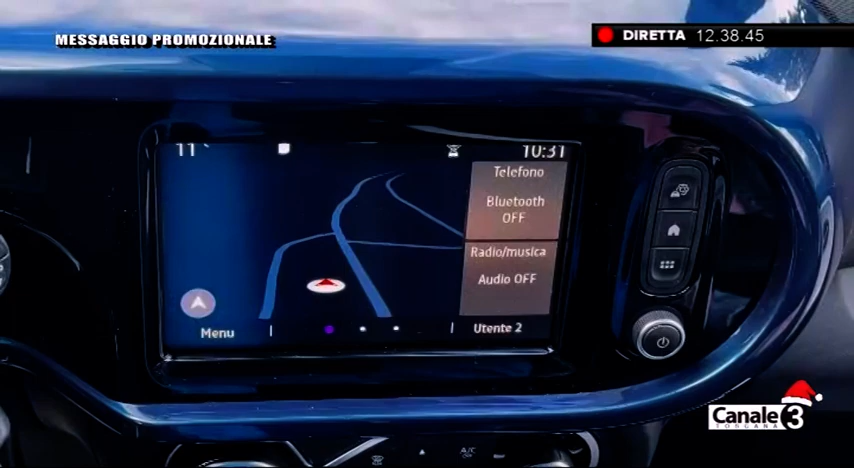 MESSAGGIO PROMOZIONALE
DIRETTA 12.38.45
11
10:31
Telefono
Bluetooth
OFF
Radio/musica
Audio OFF
Menu
Utente 2
A/C
Canale 3
TOSCANA